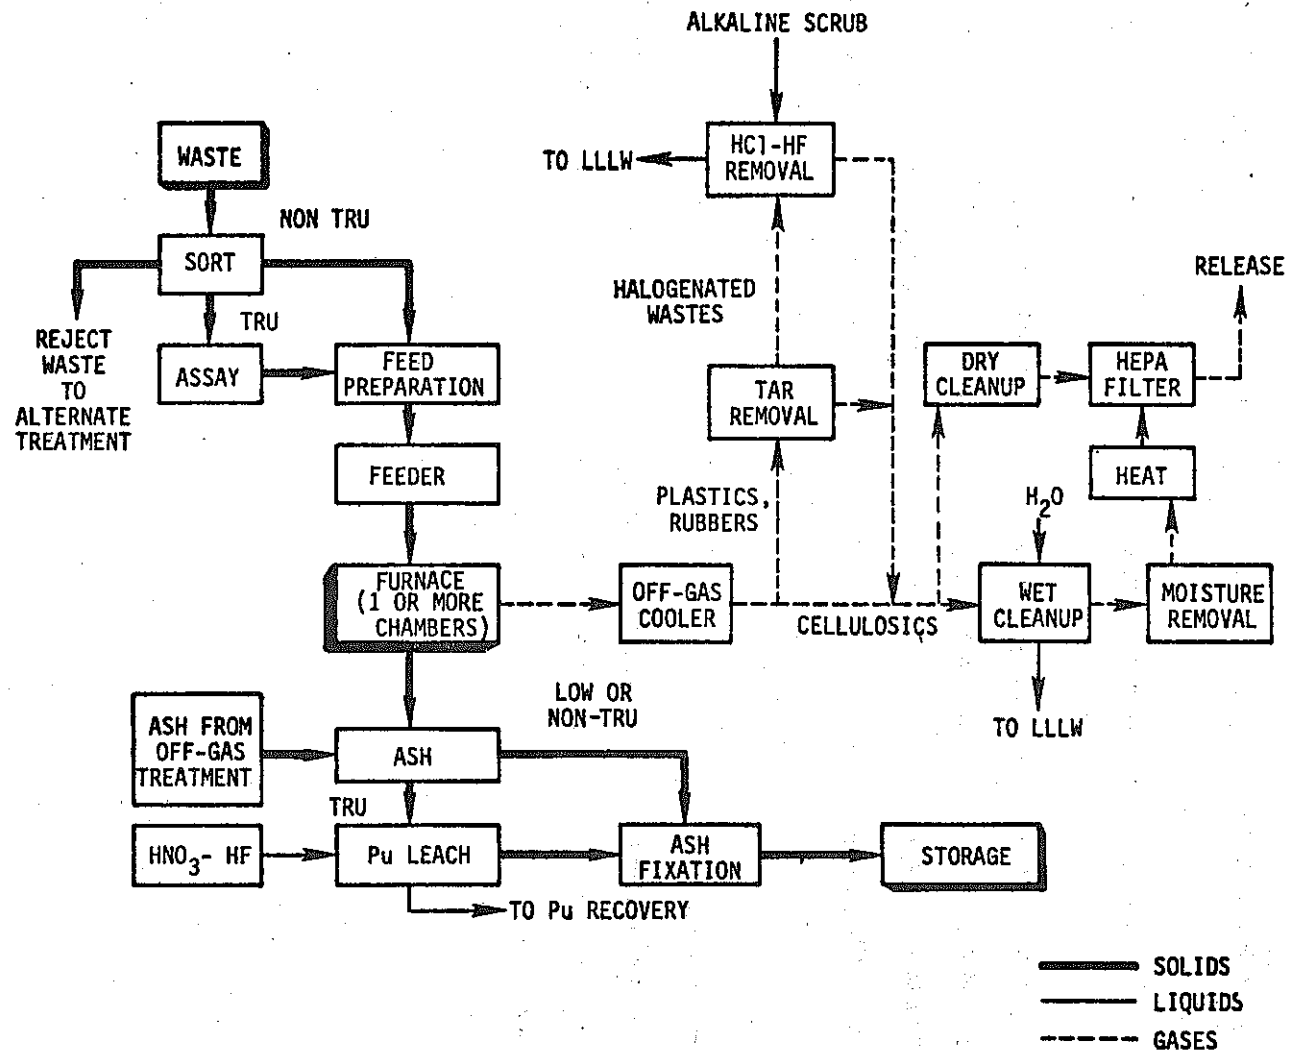 ALKALINE SCRUB
WASTE
HCl-HF
REMOVAL
TO LLLW
NON TRU
SORT
TRU
REJECT
WASTE
TO
ALTERNATE
TREATMENT
ASSAY
FEED
PREPARATION
HALOGENATED
WASTES
RELEASE
TAR
REMOVAL
DRY
CLEANUP
HEPA
FILTER
FEEDER
PLASTICS,
RUBBERS
HEAT
H2O
FURNACE
(1 OR MORE
CHAMBERS)
OFF-GAS
COOLER
CELLULOSICS
WET
CLEANUP
MOISTURE
REMOVAL
TO LLLW
LOW OR
NON-TRU
ASH FROM
OFF-GAS
TREATMENT
ASH
TRU
HNO3- HF
Pu LEACH
ASH
FIXATION
STORAGE
TO Pu RECOVERY
SOLIDS
LIQUIDS
GASES